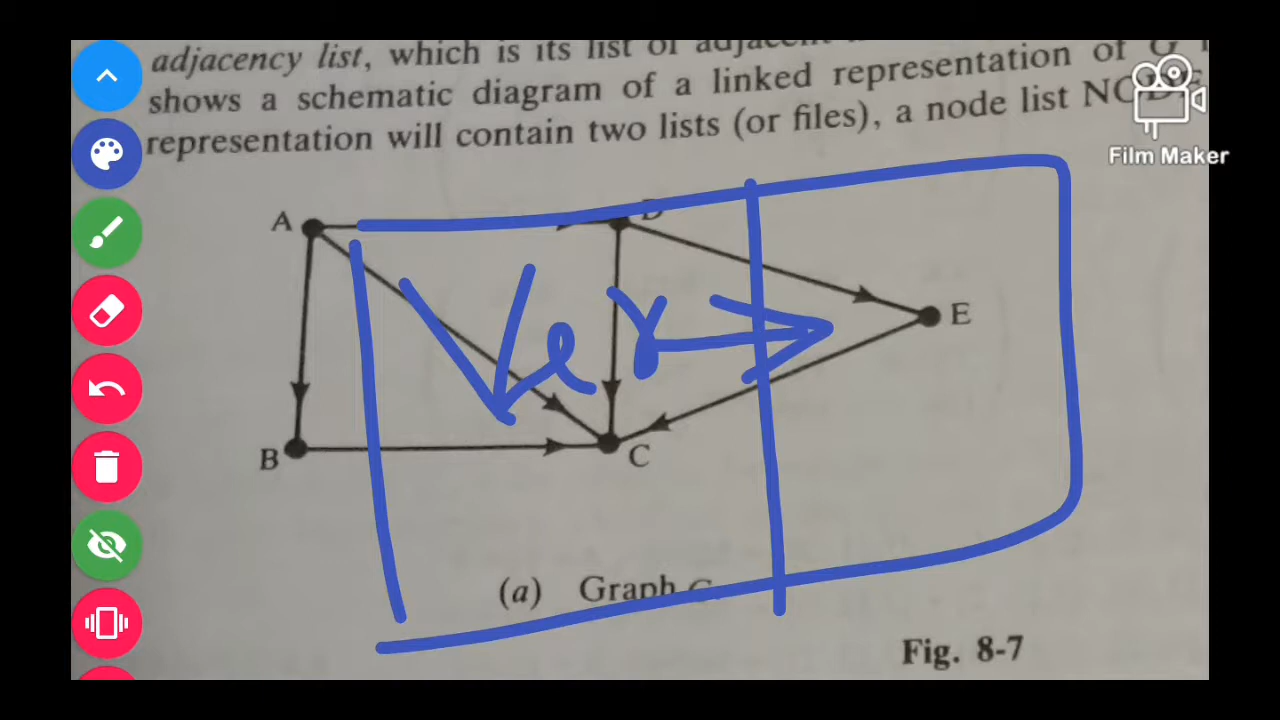 adjacency list, which is its list of
shows a schematic diagram of a linked representation of G
representation will contain two lists (or files), a node list NODE
Film Maker
A
D
E
Ver
B
C
(a) Graph G
Fig. 8-7